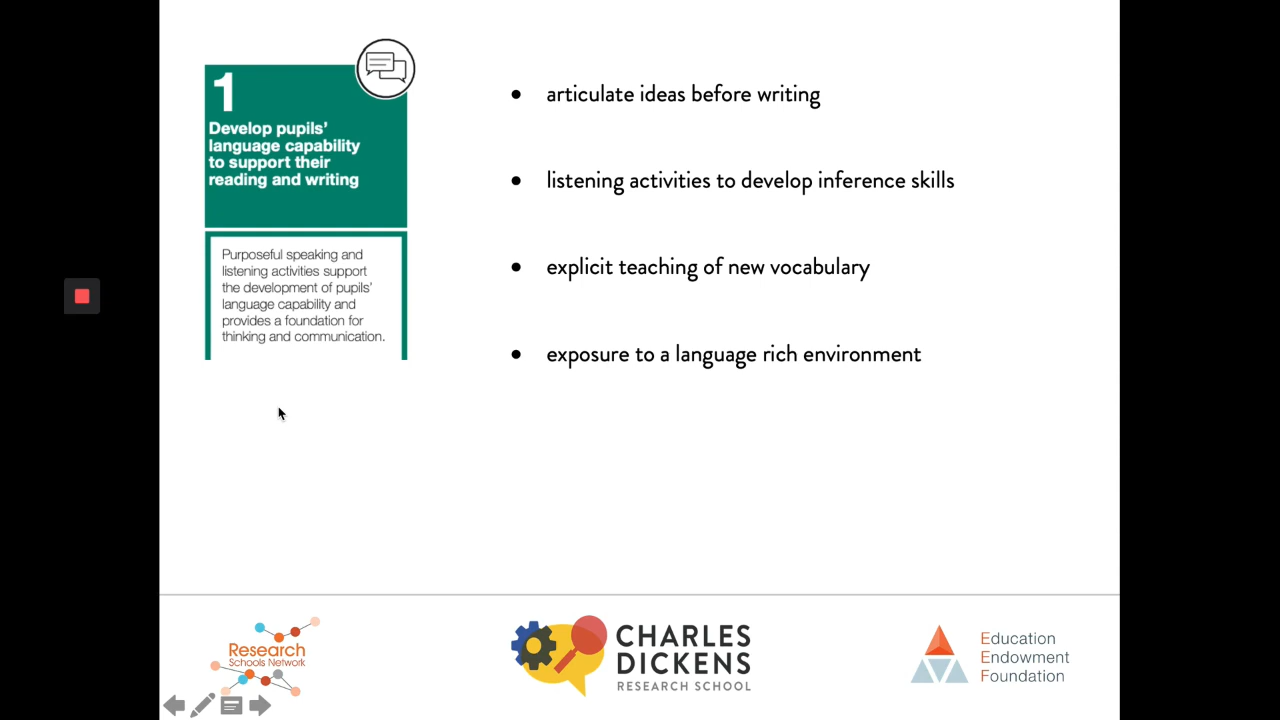 1
Develop pupils'
language capability
to support their
reading and writing
Purposeful speaking and
listening activities support
the development of pupils'
language capability and
provides a foundation for
thinking and communication.
• articulate ideas before writing
• listening activities to develop inference skills
• explicit teaching of new vocabulary
• exposure to a language rich environment
Research
Schools Network
CHARLES
DICKENS
RESEARCH SCHOOL
Education
Endowment
Foundation